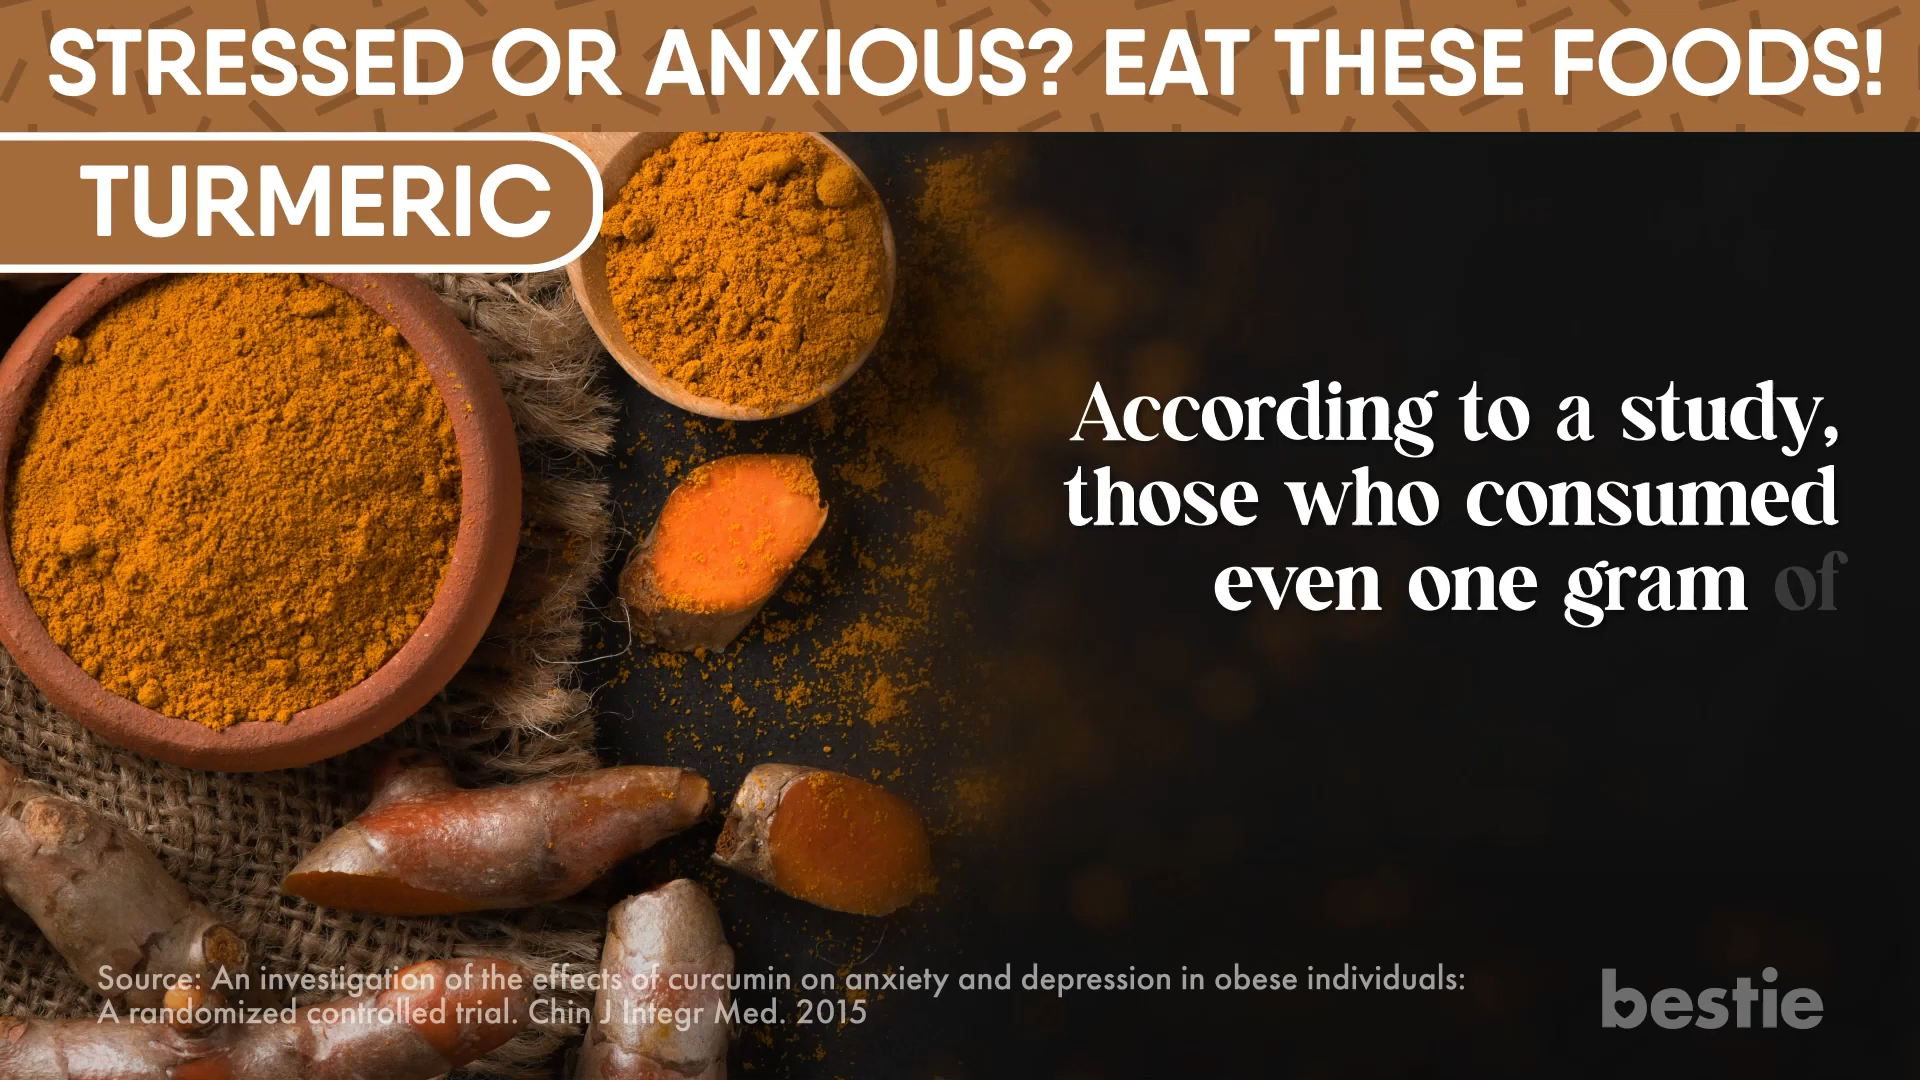 STRESSED OR ANXIOUS? EAT THESE FOODS!
TURMERIC
According to a study,
those who consumed
even one gram of
Source: An investigation of the effects of curcumin on anxiety and depression in obese individuals:
A randomized controlled trial. Chin J Integr Med. 2015
bestie